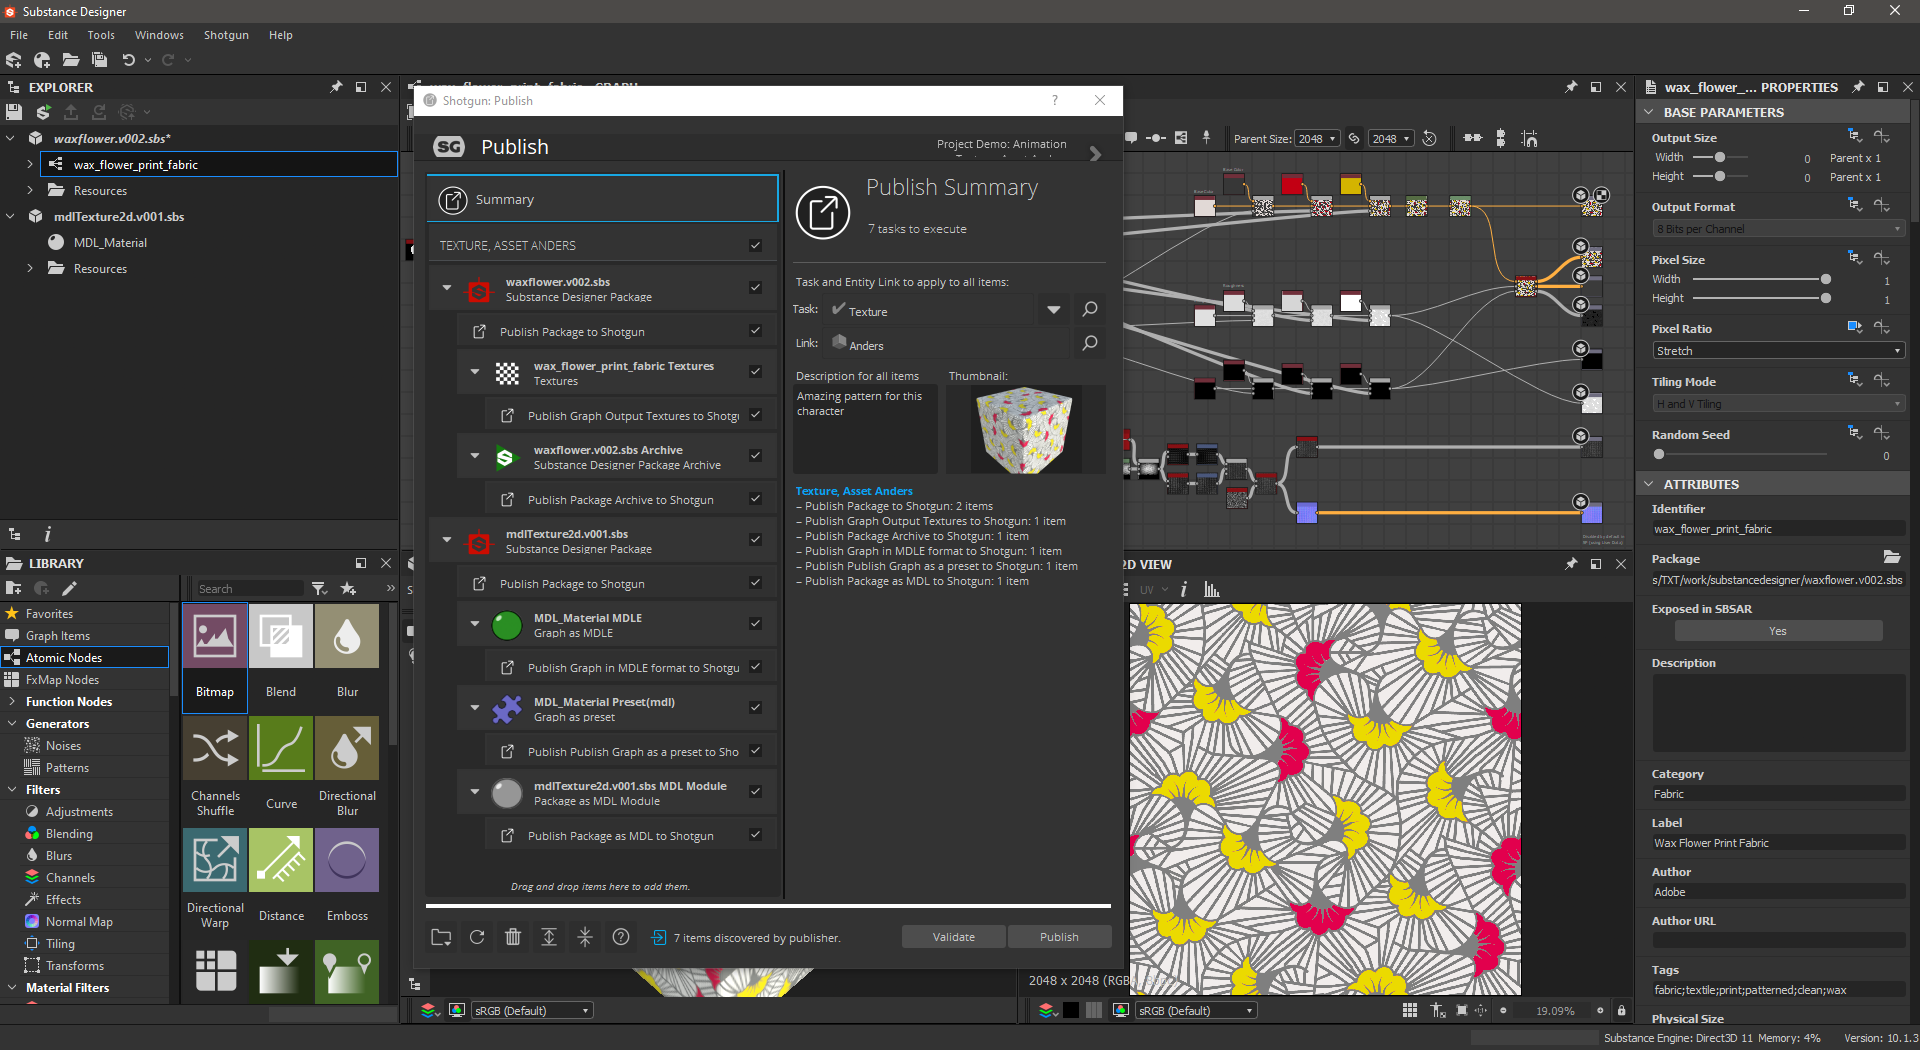 Substance Designer
File Edit Tools Windows Shotgun Help
EXPLORER
waxflower.v002.sbs*
wax_flower_print_fabric
Resources
mdlTexture2d.v001.sbs
MDL_Material
Resources
LIBRARY
Search
Favorites
Graph Items
Atomic Nodes
FxMap Nodes
Function Nodes
Generators
Noises
Patterns
Filters
Adjustments
Blending
Blurs
Channels
Effects
Normal Map
Tiling
Transforms
Material Filters
Bitmap Blend Blur
Channels Shuffle
Curve
Directional Blur
Directional Warp
Distance
Emboss
Shotgun: Publish
?
SG Publish
Project Demo: Animation
Summary
TEXTURE, ASSET ANDERS
waxflower.v002.sbs
Substance Designer Package
Publish Package to Shotgun
wax_flower_print_fabric Textures
Textures
Publish Graph Output Textures to Shotgu
waxflower.v002.sbs Archive
Substance Designer Package Archive
Publish Package Archive to Shotgun
mdlTexture2d.v001.sbs
Substance Designer Package
Publish Package to Shotgun
MDL_Material MDLE
Graph as MDLE
Publish Graph in MDLE format to Shotgu
MDL_Material Preset(mdl)
Graph as preset
Publish Publish Graph as a preset to Sho
mdlTexture2d.v001.sbs MDL Module
Package as MDL Module
Publish Package as MDL to Shotgun
Drag and drop items here to add them.
Publish Summary
7 tasks to execute
Task and Entity Link to apply to all items:
Task: Texture
Link: Anders
Description for all items
Thumbnail:
Amazing pattern for this
character
Texture, Asset Anders
– Publish Package to Shotgun: 2 items
– Publish Graph Output Textures to Shotgun: 1 item
– Publish Package Archive to Shotgun: 1 item
– Publish Graph in MDLE format to Shotgun: 1 item
– Publish Publish Graph as a preset to Shotgun: 1 item
– Publish Package as MDL to Shotgun: 1 item
7 items discovered by publisher.
Validate
Publish
Parent Size: 2048 2048
2D VIEW
UV
2048 x 2048 (RGB
sRGB (Default)
sRGB (Default)
19.09%
wax_flower_... PROPERTIES
BASE PARAMETERS
Output Size
Width 0 Parent x 1
Height 0 Parent x 1
Output Format
8 Bits per Channel
Pixel Size
Width 1
Height 1
Pixel Ratio
Stretch
Tiling Mode
H and V Tiling
Random Seed
0
ATTRIBUTES
Identifier
wax_flower_print_fabric
Package
s/TXT/work/substancedesigner/waxflower.v002.sbs
Exposed in SBSAR
Yes
Description
Category
Fabric
Label
Wax Flower Print Fabric
Author
Adobe
Author URL
Tags
fabric;textile;print;patterned;clean;wax
Physical Size
Substance Engine: Direct3D 11 Memory: 4% Version: 10.1.3